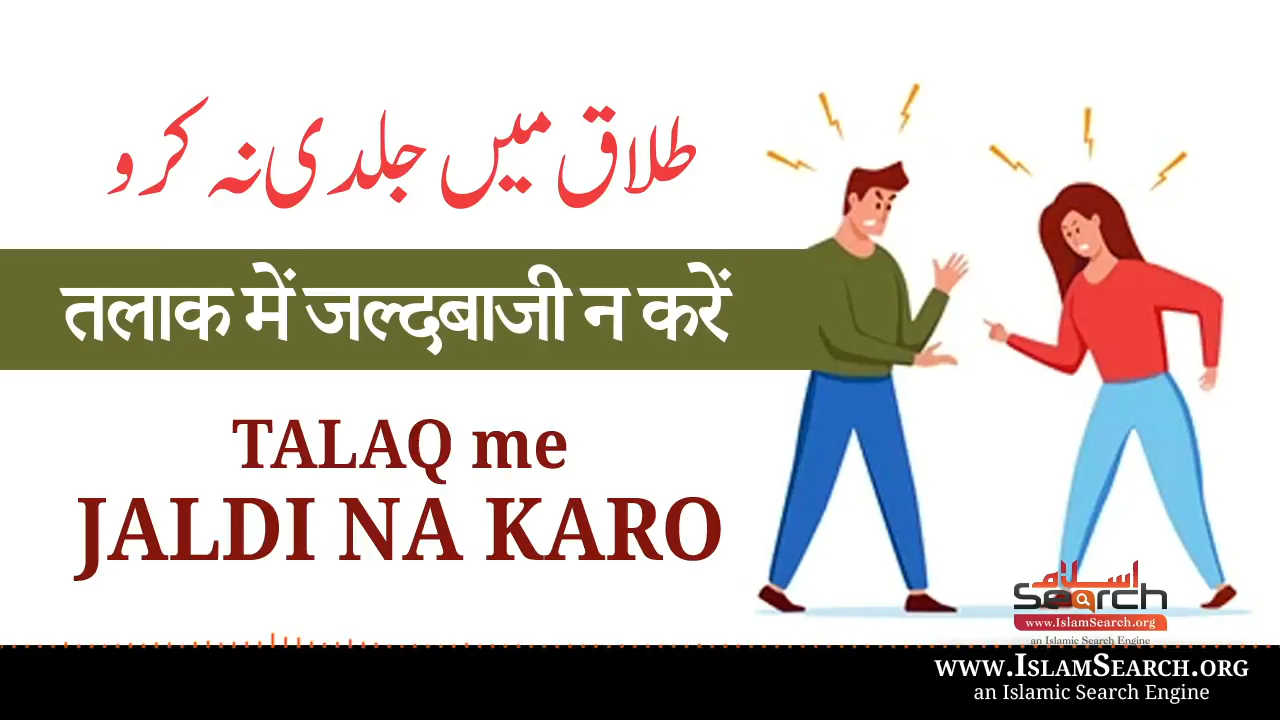 طلاق میں جلدی نہ کرو
तलाक में जल्दबाजी न करें
TALAQ me
JALDI NA KARO
اسلام
Search
www.IslamSearch.org
an Islamic Search Engine
www.IslamSearch.org
an Islamic Search Engine